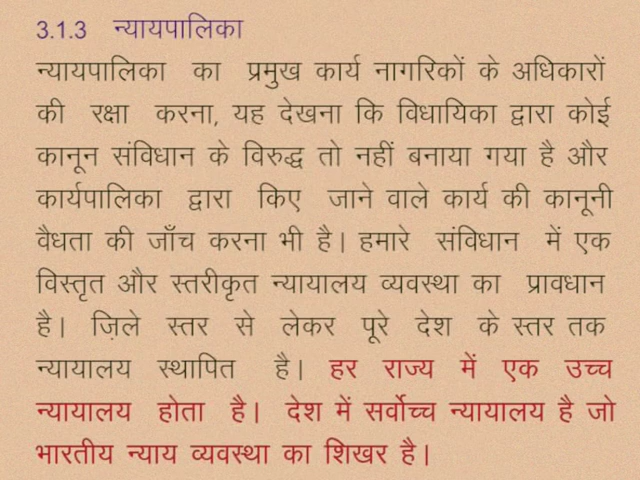 3.1.3 न्यायपालिका
न्यायपालिका का प्रमुख कार्य नागरिकों के अधिकारों
की रक्षा करना, यह देखना कि विधायिका द्वारा कोई
कानून संविधान के विरुद्ध तो नहीं बनाया गया है और
कार्यपालिका द्वारा किए जाने वाले कार्य की कानूनी
वैधता की जाँच करना भी है। हमारे संविधान में एक
विस्तृत और स्तरीकृत न्यायालय व्यवस्था का प्रावधान
है। ज़िले स्तर से लेकर पूरे देश के स्तर तक
न्यायालय स्थापित है। हर राज्य में एक उच्च
न्यायालय होता है। देश में सर्वोच्च न्यायालय है जो
भारतीय न्याय व्यवस्था का शिखर है।